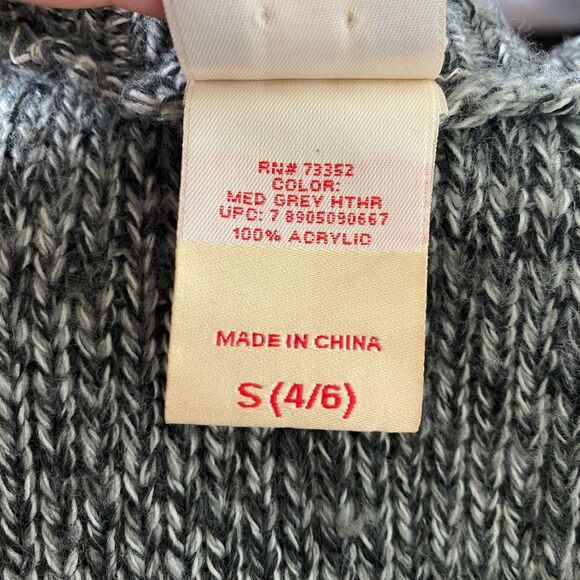 RN# 73352
COLOR:
MED GREY HTHR
UPC: 7 8905090667
100% ACRYLIC
MADE IN CHINA
S (4/6)